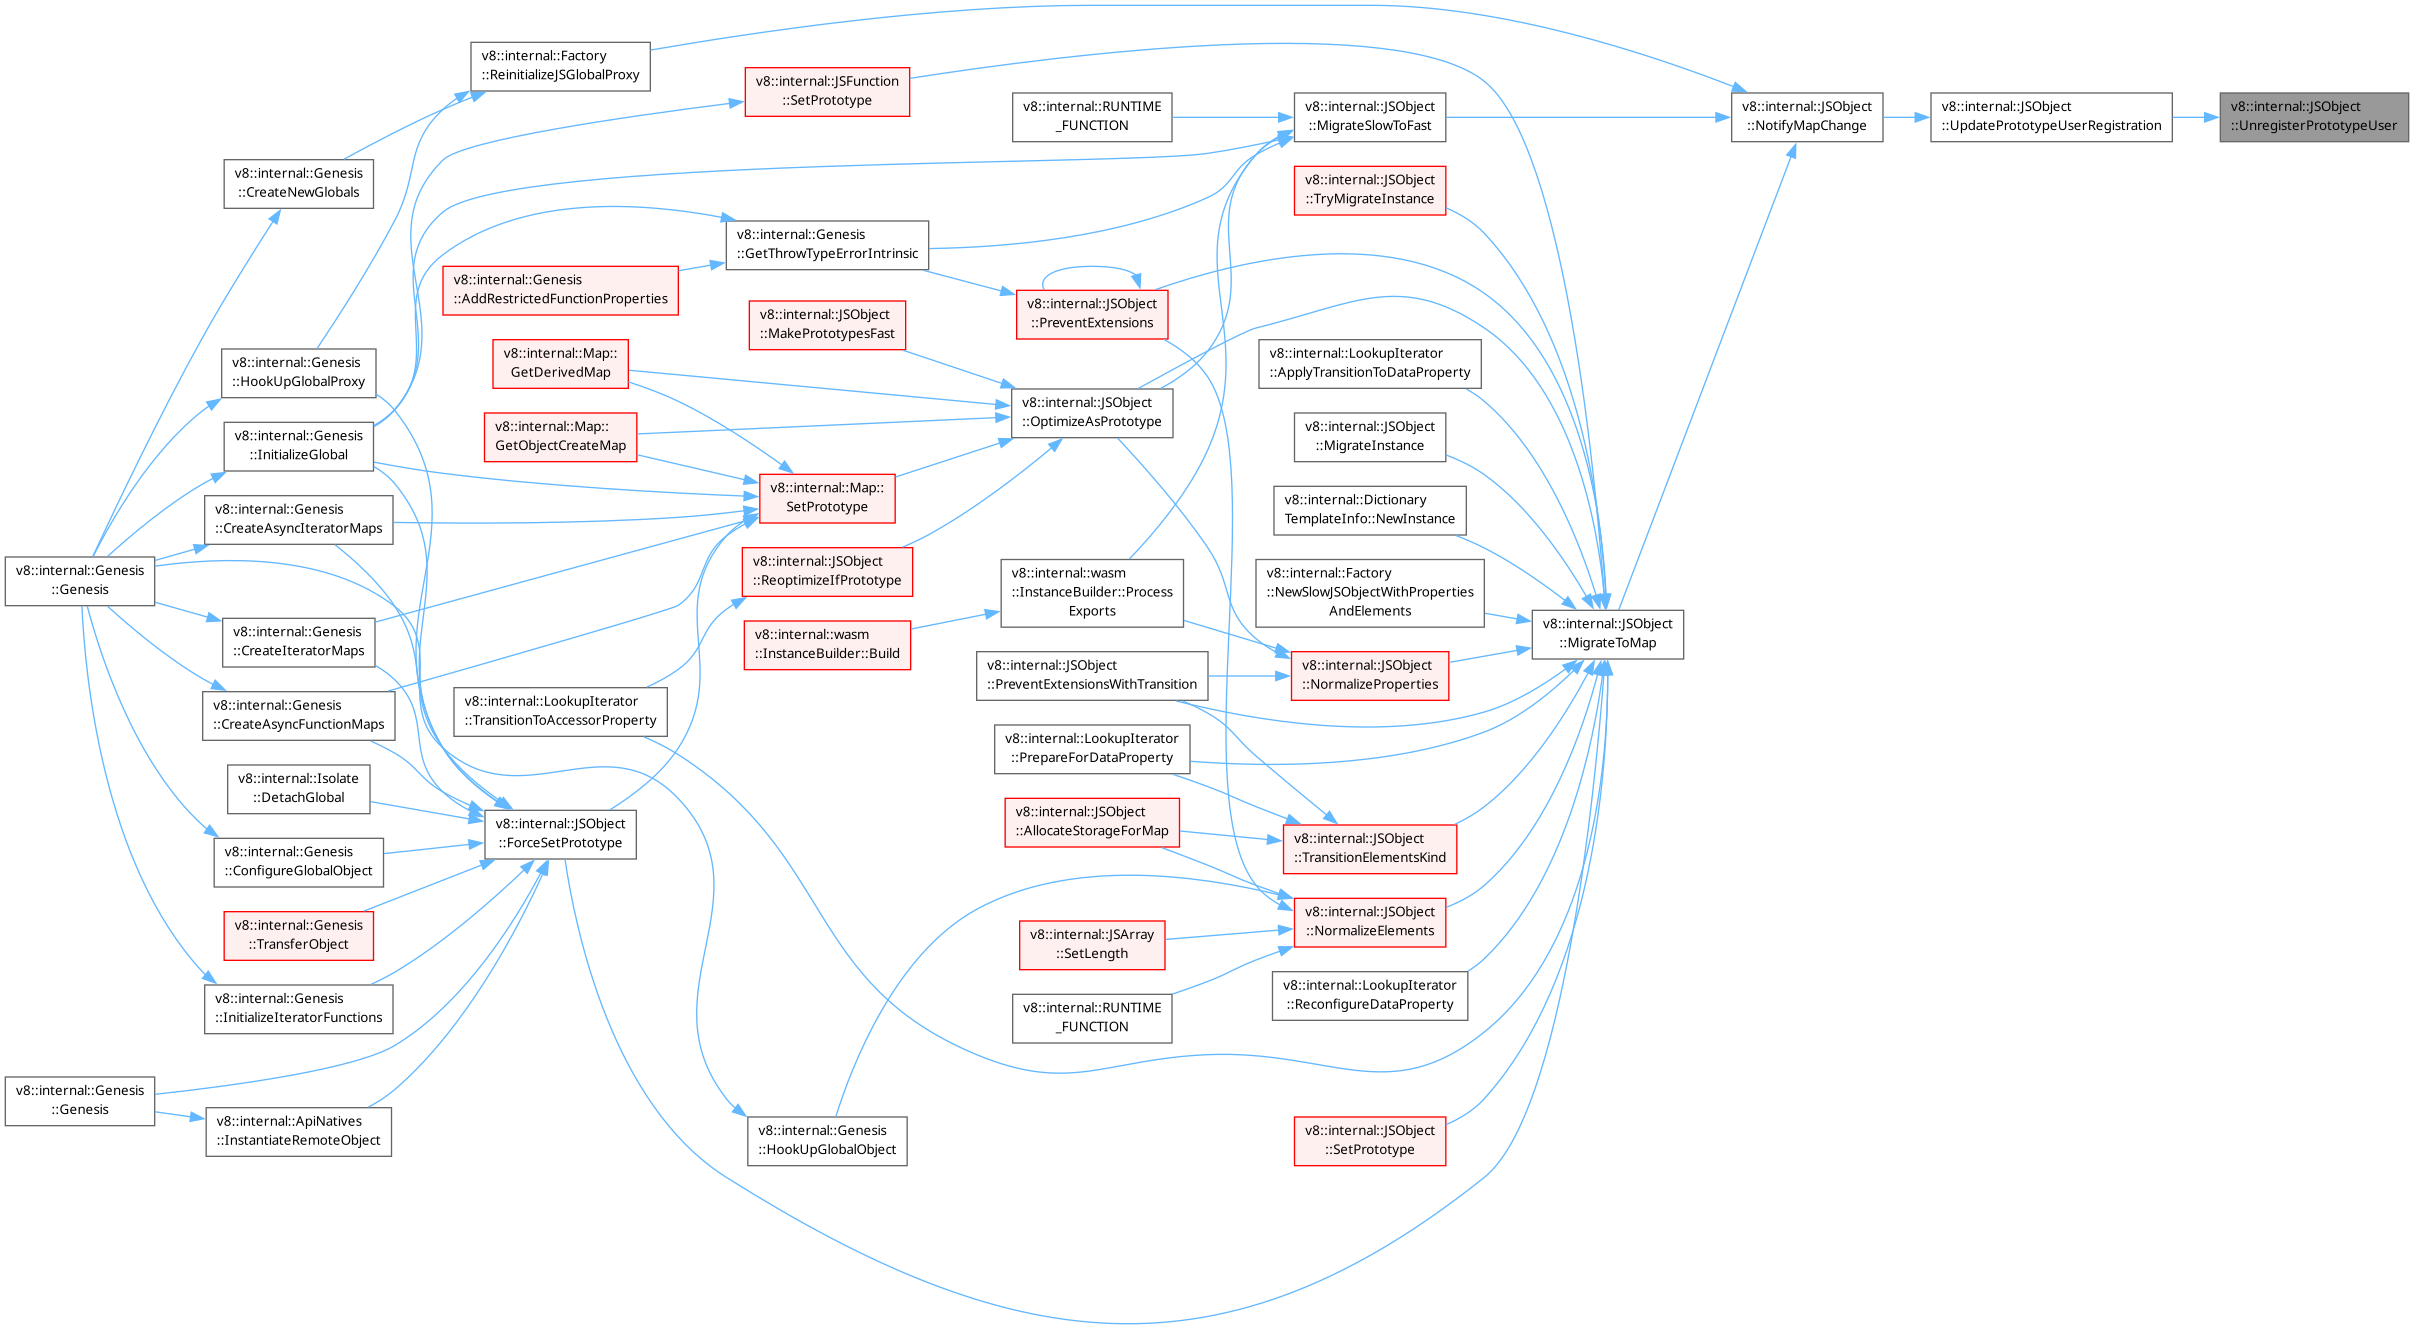 v8::internal::Factory
::ReinitializeJSGlobalProxy
v8::internal::JSFunction
::SetPrototype
v8::internal::RUNTIME
_FUNCTION
v8::internal::JSObject
::MigrateSlowToFast
v8::internal::JSObject
::NotifyMapChange
v8::internal::JSObject
::UpdatePrototypeUserRegistration
v8::internal::JSObject
::UnregisterPrototypeUser
v8::internal::Genesis
::CreateNewGlobals
v8::internal::JSObject
::TryMigrateInstance
v8::internal::Genesis
::GetThrowTypeErrorIntrinsic
v8::internal::Genesis
::AddRestrictedFunctionProperties
v8::internal::JSObject
::PreventExtensions
v8::internal::JSObject
::MakePrototypesFast
v8::internal::Map::
GetDerivedMap
v8::internal::LookupIterator
::ApplyTransitionToDataProperty
v8::internal::Genesis
::HookUpGlobalProxy
v8::internal::JSObject
::OptimizeAsPrototype
v8::internal::Map::
GetObjectCreateMap
v8::internal::JSObject
::MigrateInstance
v8::internal::Genesis
::InitializeGlobal
v8::internal::Map::
SetPrototype
v8::internal::Dictionary
TemplateInfo::NewInstance
v8::internal::Genesis
::CreateAsyncIteratorMaps
v8::internal::JSObject
::ReoptimizeIfPrototype
v8::internal::wasm
::InstanceBuilder::Process
Exports
v8::internal::Factory
::NewSlowJSObjectWithProperties
AndElements
v8::internal::Genesis
::Genesis
v8::internal::JSObject
::MigrateToMap
v8::internal::Genesis
::CreateIteratorMaps
v8::internal::wasm
::InstanceBuilder::Build
v8::internal::JSObject
::PreventExtensionsWithTransition
v8::internal::JSObject
::NormalizeProperties
v8::internal::Genesis
::CreateAsyncFunctionMaps
v8::internal::LookupIterator
::TransitionToAccessorProperty
v8::internal::LookupIterator
::PrepareForDataProperty
v8::internal::Isolate
::DetachGlobal
v8::internal::JSObject
::ForceSetPrototype
v8::internal::JSObject
::AllocateStorageForMap
v8::internal::JSObject
::TransitionElementsKind
v8::internal::Genesis
::ConfigureGlobalObject
v8::internal::Genesis
::TransferObject
v8::internal::JSArray
::SetLength
v8::internal::JSObject
::NormalizeElements
v8::internal::Genesis
::InitializeIteratorFunctions
v8::internal::RUNTIME
_FUNCTION
v8::internal::LookupIterator
::ReconfigureDataProperty
v8::internal::Genesis
::Genesis
v8::internal::ApiNatives
::InstantiateRemoteObject
v8::internal::Genesis
::HookUpGlobalObject
v8::internal::JSObject
::SetPrototype